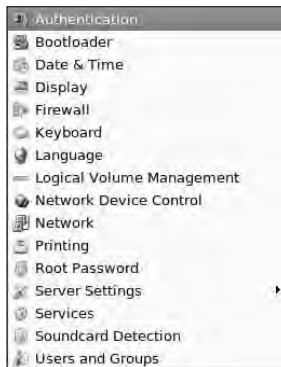 Authentication
Bootloader
Date & Time
Display
Firewall
Keyboard
Language
Logical Volume Management
Network Device Control
Network
Printing
Root Password
Server Settings
Services
Soundcard Detection
Users and Groups